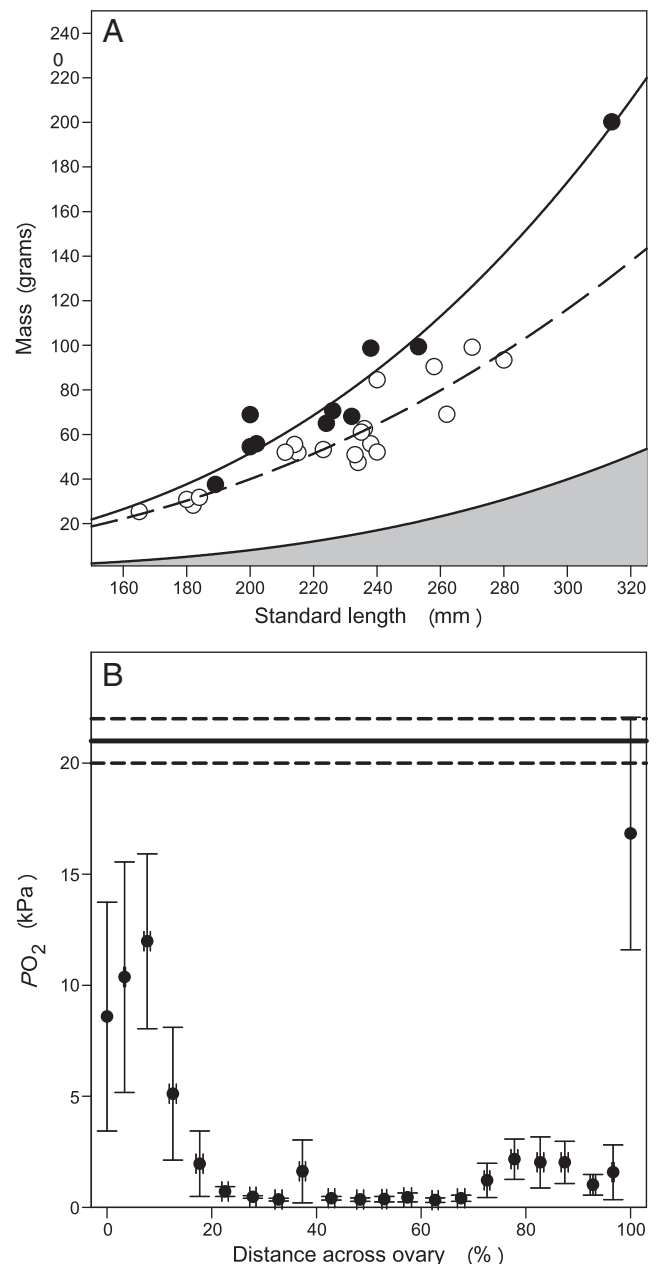 A
240
0
220
200
180
160
140
120
100
80
60
40
20
Mass (grams)
160 180 200 220 240 260 280 300 320
Standard length (mm )
B
20
15
10
5
0
PO2 (kPa )
0 20 40 60 80 100
Distance across ovary (% )